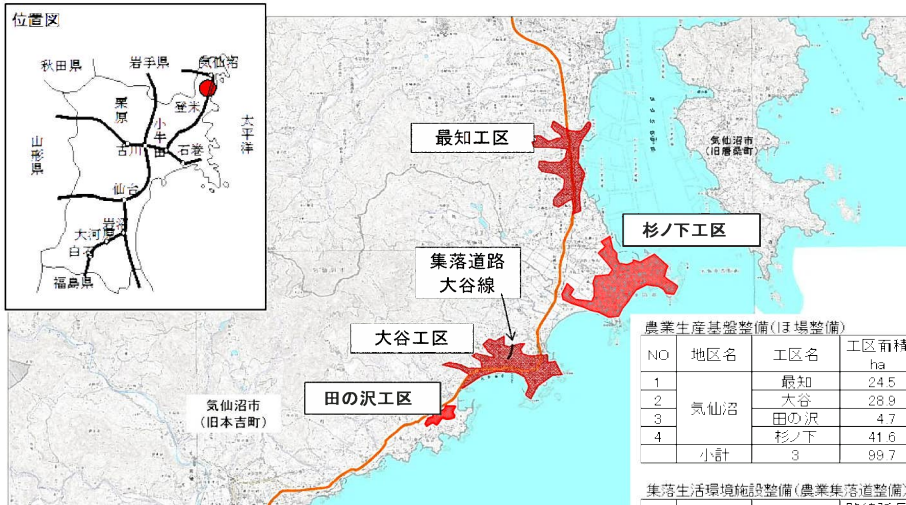 位置図
秋田県
岩手県
気仙沼
栗原
登米
小牛田
太平洋
山形県
古川
石巻
仙台
岩沼
大河原
白石
福島県
最知工区
気仙沼市
(旧唐桑町)
杉ノ下工区
集落道路
大谷線
大谷工区
田の沢工区
気仙沼市
(旧本吉町)
農業生産基盤整備(ほ場整備)
NO 地区名 工区名 工区面積 ha
1 気仙沼 最知 24.5
2 大谷 28.9
3 田の沢 4.7
4 杉ノ下 41.6
小計 3 99.7
集落生活環境施設整備(農業集落道整備)